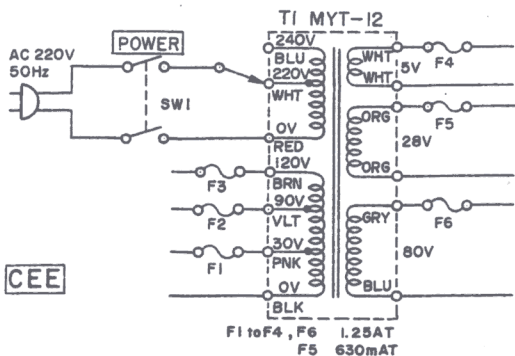 T1 MYT-12
POWER
AC 220V
50Hz
SW1
240V
BLU
220V
WHT
0V
RED
120V
BRN
90V
VLT
30V
PNK
0V
BLK
F3
F2
F1
WHT
5V
WHT
F4
ORG
F5
28V
ORG
GRY
F6
80V
BLU
CEE
F1 to F4, F6 1.25AT
F5 630mAT